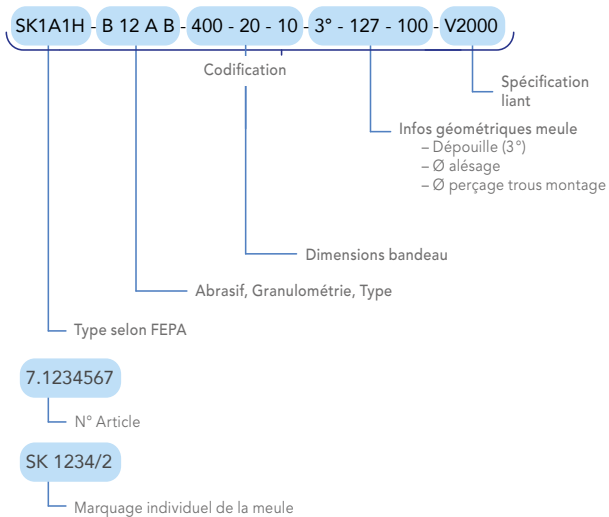 SK1A1H - B 12 A B - 400 - 20 - 10 - 3° - 127 - 100 - V2000
Codification
Spécification
liant
Infos géométriques meule
– Dépouille (3°)
– Ø alésage
– Ø perçage trous montage
Dimensions bandeau
Abrasif, Granulométrie, Type
Type selon FEPA
7.1234567
N° Article
SK 1234/2
Marquage individuel de la meule